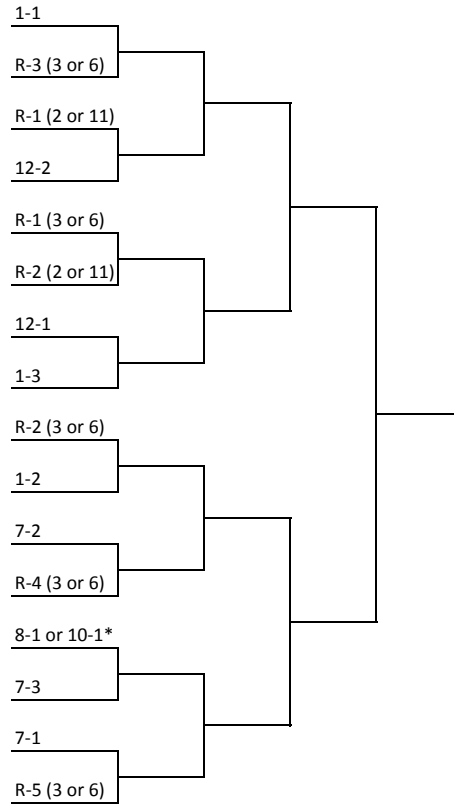 1-1
R-3 (3 or 6)
R-1 (2 or 11)
12-2
R-1 (3 or 6)
R-2 (2 or 11)
12-1
1-3
R-2 (3 or 6)
1-2
7-2
R-4 (3 or 6)
8-1 or 10-1*
7-3
7-1
R-5 (3 or 6)